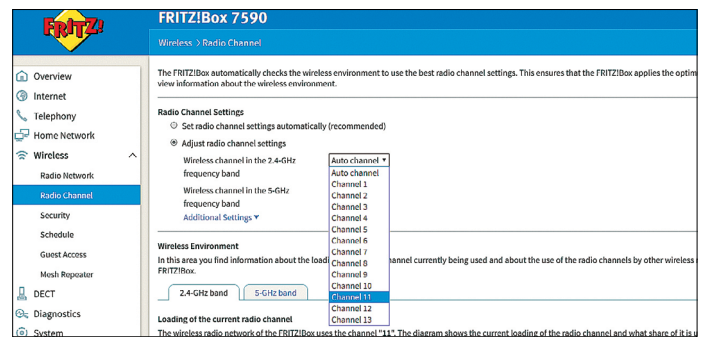 FRITZ!
FRITZ!Box 7590
Wireless > Radio Channel
Overview
Internet
Telephony
Home Network
Wireless
Radio Network
Radio Channel
Security
Schedule
Guest Access
Mesh Repeater
DECT
Diagnostics
System
The FRITZ!Box automatically checks the wireless environment to use the best radio channel settings. This ensures that the FRITZ!Box applies the optim
view information about the wireless environment.
Radio Channel Settings
Set radio channel settings automatically (recommended)
Adjust radio channel settings
Wireless channel in the 2.4-GHz
frequency band
Auto channel
Wireless channel in the 5-GHz
frequency band
Additional Settings
Auto channel
Channel 1
Channel 2
Channel 3
Channel 4
Channel 5
Channel 6
Channel 7
Channel 8
Channel 9
Channel 10
Channel 11
Channel 12
Channel 13
Wireless Environment
In this area you find information about the loadi annel currently being used and about the use of the radio channels by other wireless
FRITZ!Box.
2.4-GHz band
5-GHz band
Loading of the current radio channel
The wireless radio network of the FRITZ!Box uses the channel "11". The diagram shows the current loading of the radio channel and what share of it is u